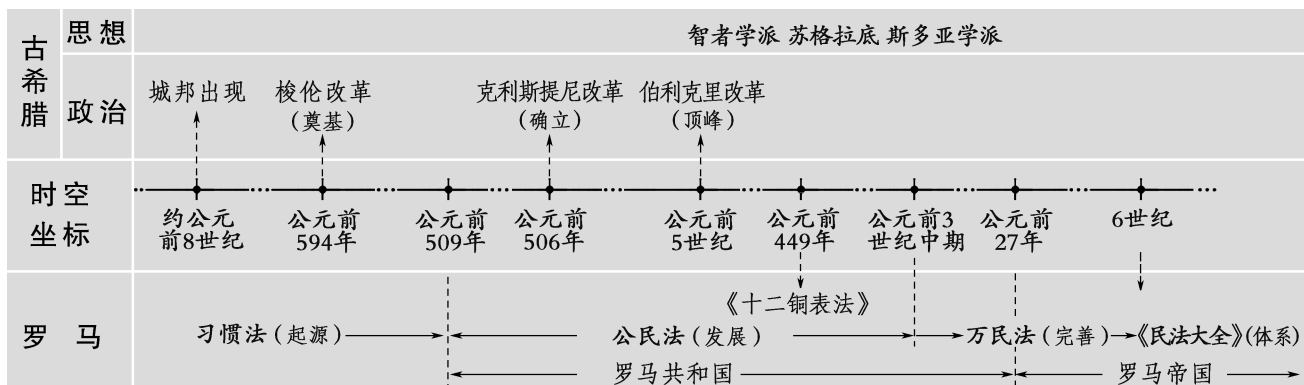 古希腊
思想
智者学派 苏格拉底 斯多亚学派
政治
城邦出现
梭伦改革
(奠基)
克利斯提尼改革
(确立)
伯利克里改革
(顶峰)
时空
坐标
约公元
前8世纪
公元前
594年
公元前
509年
公元前
506年
公元前
5世纪
公元前
449年
公元前3
世纪中期
公元前
27年
6世纪
罗马
《十二铜表法》
习惯法(起源)
公民法(发展)
万民法(完善)
《民法大全》(体系)
罗马共和国
罗马帝国